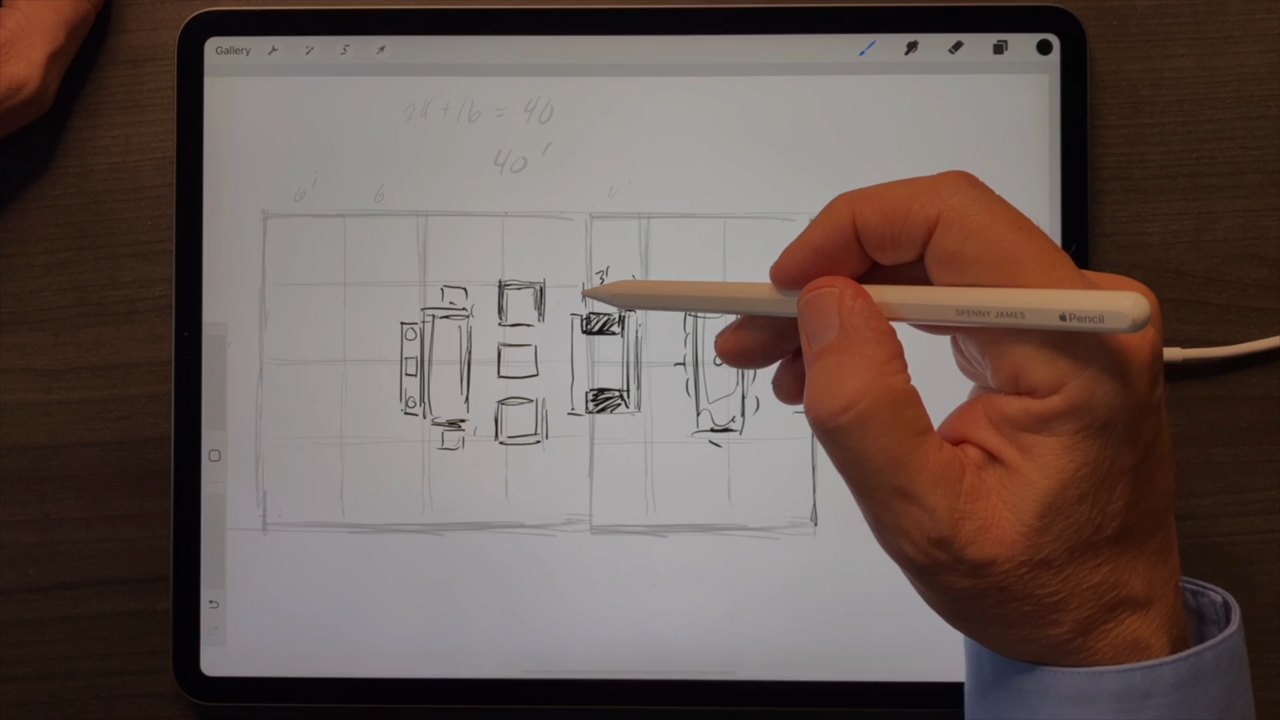 Gallery
24+16 = 40
40'
6' 6
3'
SPENNY JAMES Pencil